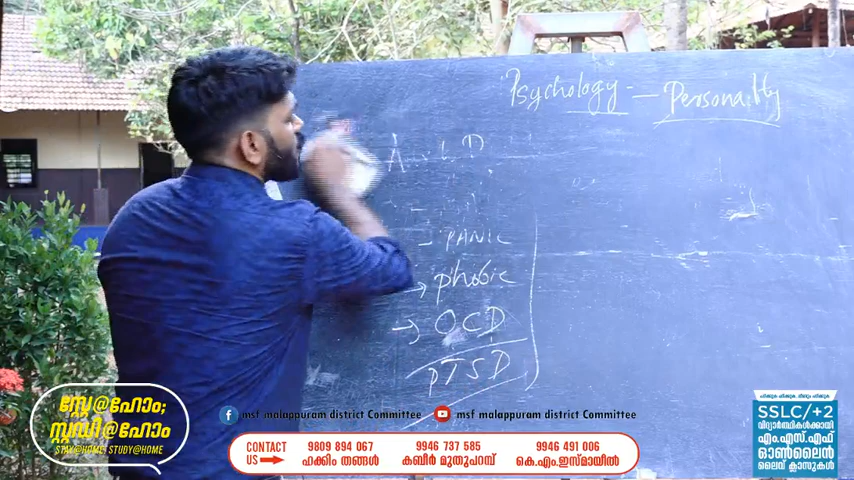 Psychology - Personality
PANIC
phobic
OCD
PTSD
സ്റ്റേ@ഹോം;
സ്റ്റഡി@ഹോം
STAY@HOME; STUDY@HOME
msf malappuram district Committee
msf malappuram district Committee
CONTACT US
9809 894 067
ഹക്കിം തങ്ങൾ
9946 737 585
കബീർ മുതുപറമ്പ്
9946 491 006
കെ.എം.ഇസ്മായീൽ
SSLC/+2
വിദ്യാർത്ഥികൾക്കായി
എം.എസ്.എഫ്
ഓൺലൈൻ
ലൈവ് ക്ലാസുകൾ